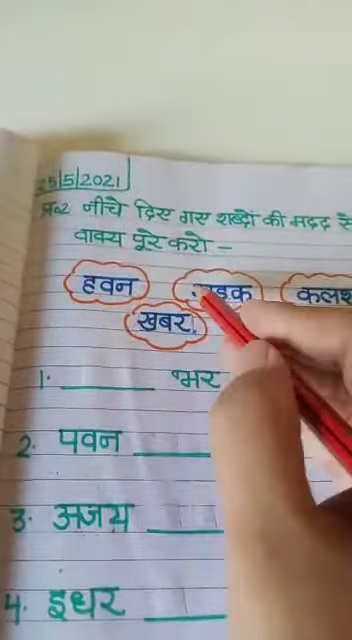 25/5/2021
प्र०2 नीचे दिए गए शब्दों की मदद से
वाक्य पूरे करो –
हवन कलश
खबर
1. ______ भर
2. पवन ______
3. अजय ______
4. इधर ______